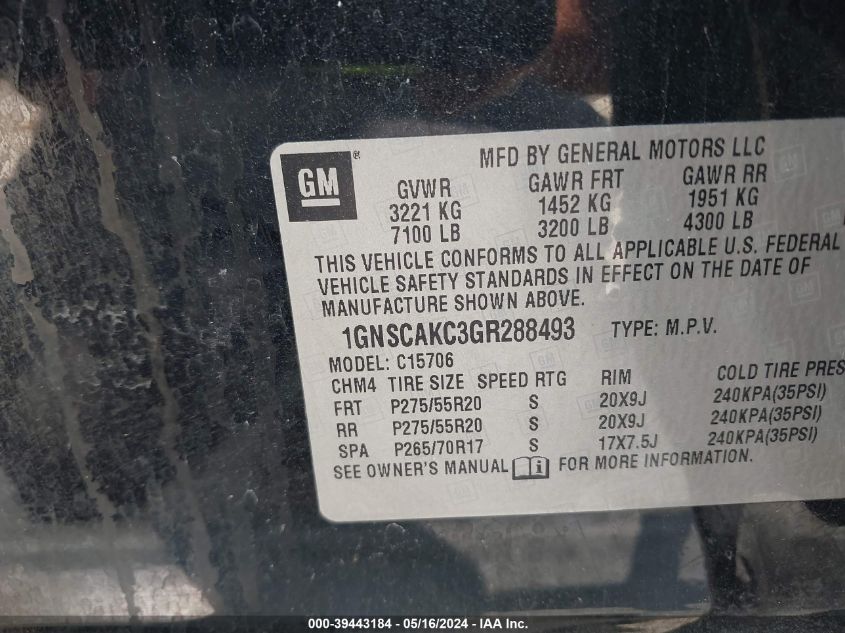 GM®
MFD BY GENERAL MOTORS LLC
GVWR GAWR FRT GAWR RR
3221 KG 1452 KG 1951 KG
7100 LB 3200 LB 4300 LB
THIS VEHICLE CONFORMS TO ALL APPLICABLE U.S. FEDERAL
VEHICLE SAFETY STANDARDS IN EFFECT ON THE DATE OF
MANUFACTURE SHOWN ABOVE.
1GNSCAKC3GR288493 TYPE: M.P.V.
MODEL: C15706
CHM4 TIRE SIZE SPEED RTG RIM COLD TIRE PRES
FRT P275/55R20 S 20X9J 240KPA(35PSI)
RR P275/55R20 S 20X9J 240KPA(35PSI)
SPA P265/70R17 S 17X7.5J 240KPA(35PSI)
SEE OWNER'S MANUAL i FOR MORE INFORMATION.
000-39443184 - 05/16/2024 - IAA Inc.